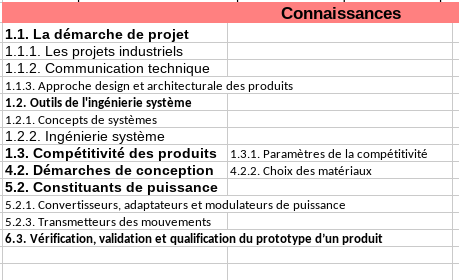 Connaissances
1.1. La démarche de projet
1.1.1. Les projets industriels
1.1.2. Communication technique
1.1.3. Approche design et architecturale des produits
1.2. Outils de l'ingénierie système
1.2.1. Concepts de systèmes
1.2.2. Ingénierie système
1.3. Compétitivité des produits 1.3.1. Paramètres de la compétitivité
4.2. Démarches de conception 4.2.2. Choix des matériaux
5.2. Constituants de puissance
5.2.1. Convertisseurs, adaptateurs et modulateurs de puissance
5.2.3. Transmetteurs des mouvements
6.3. Vérification, validation et qualification du prototype d'un produit